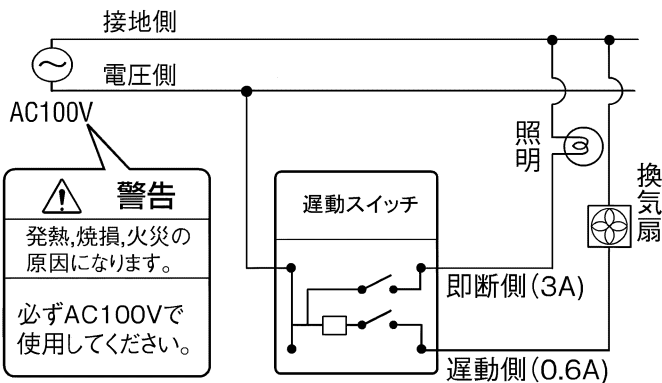 接地側
電圧側
AC100V
警告
発熱,焼損,火災の
原因になります。
必ずAC100Vで
使用してください。
遅動スイッチ
照明
換気扇
即断側(3A)
遅動側(0.6A)